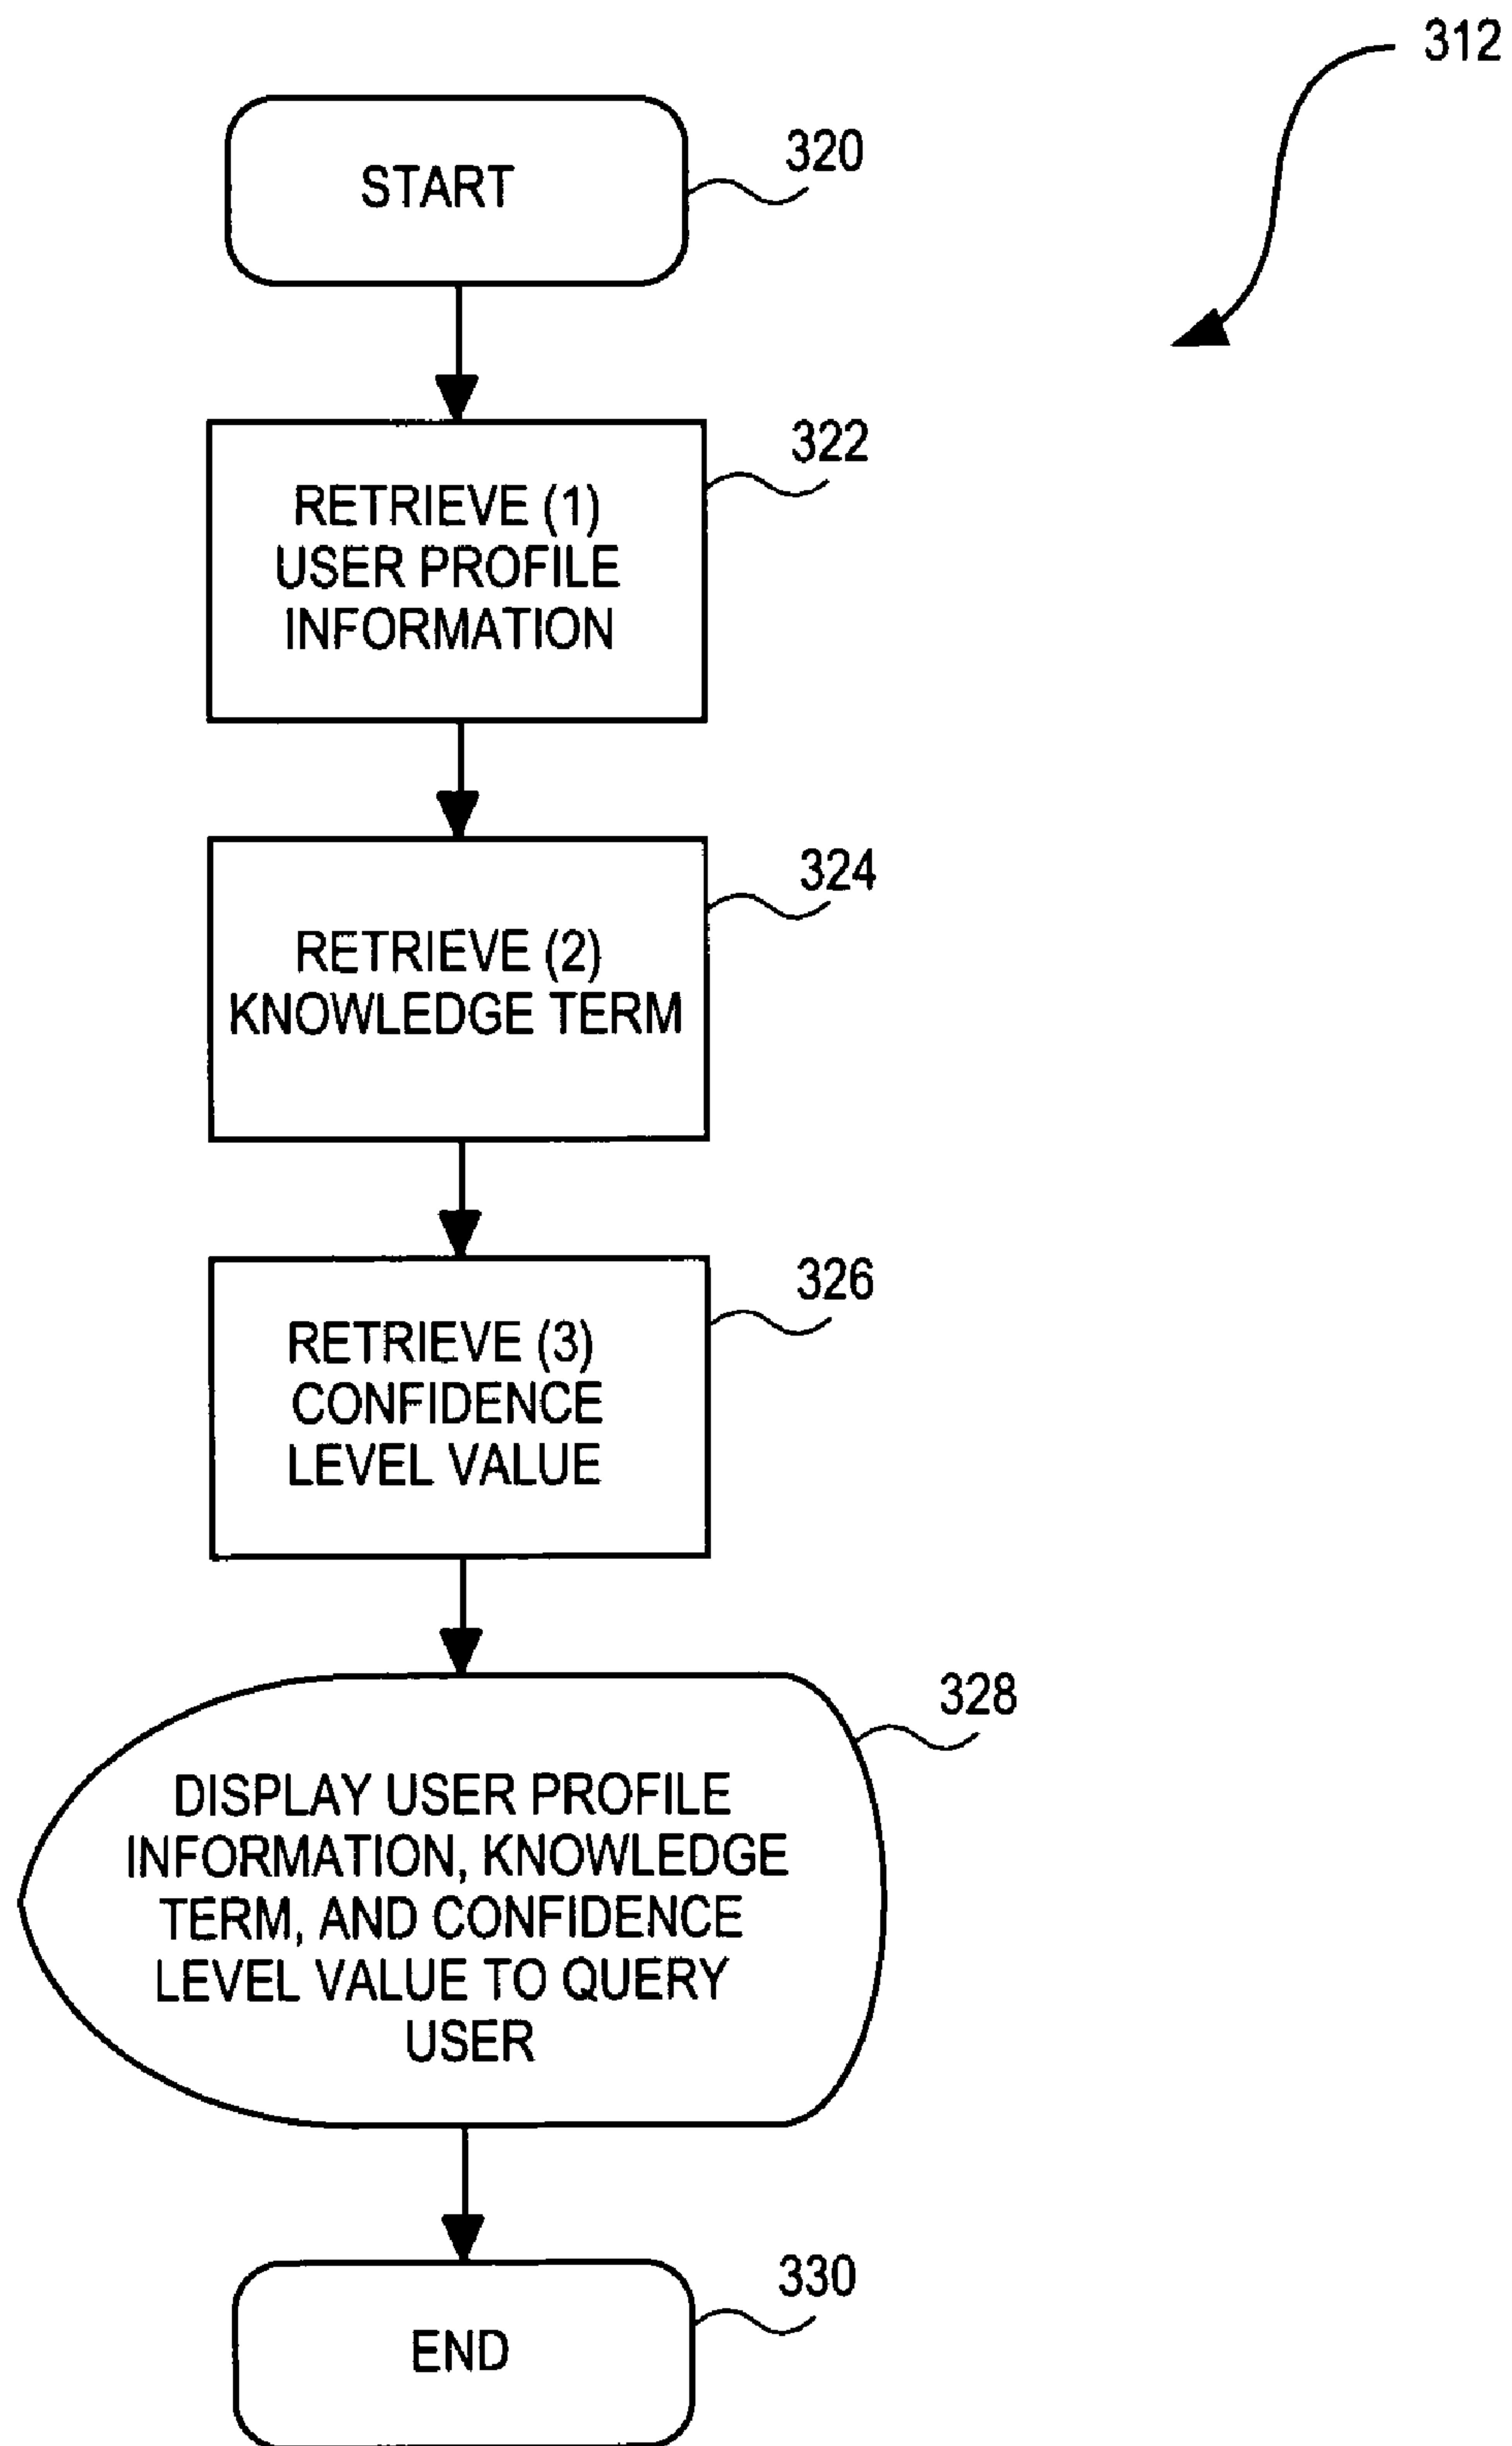 312
START
320
RETRIEVE (1)
USER PROFILE
INFORMATION
322
RETRIEVE (2)
KNOWLEDGE TERM
324
RETRIEVE (3)
CONFIDENCE
LEVEL VALUE
326
DISPLAY USER PROFILE
INFORMATION, KNOWLEDGE
TERM, AND CONFIDENCE
LEVEL VALUE TO QUERY
USER
328
END
330